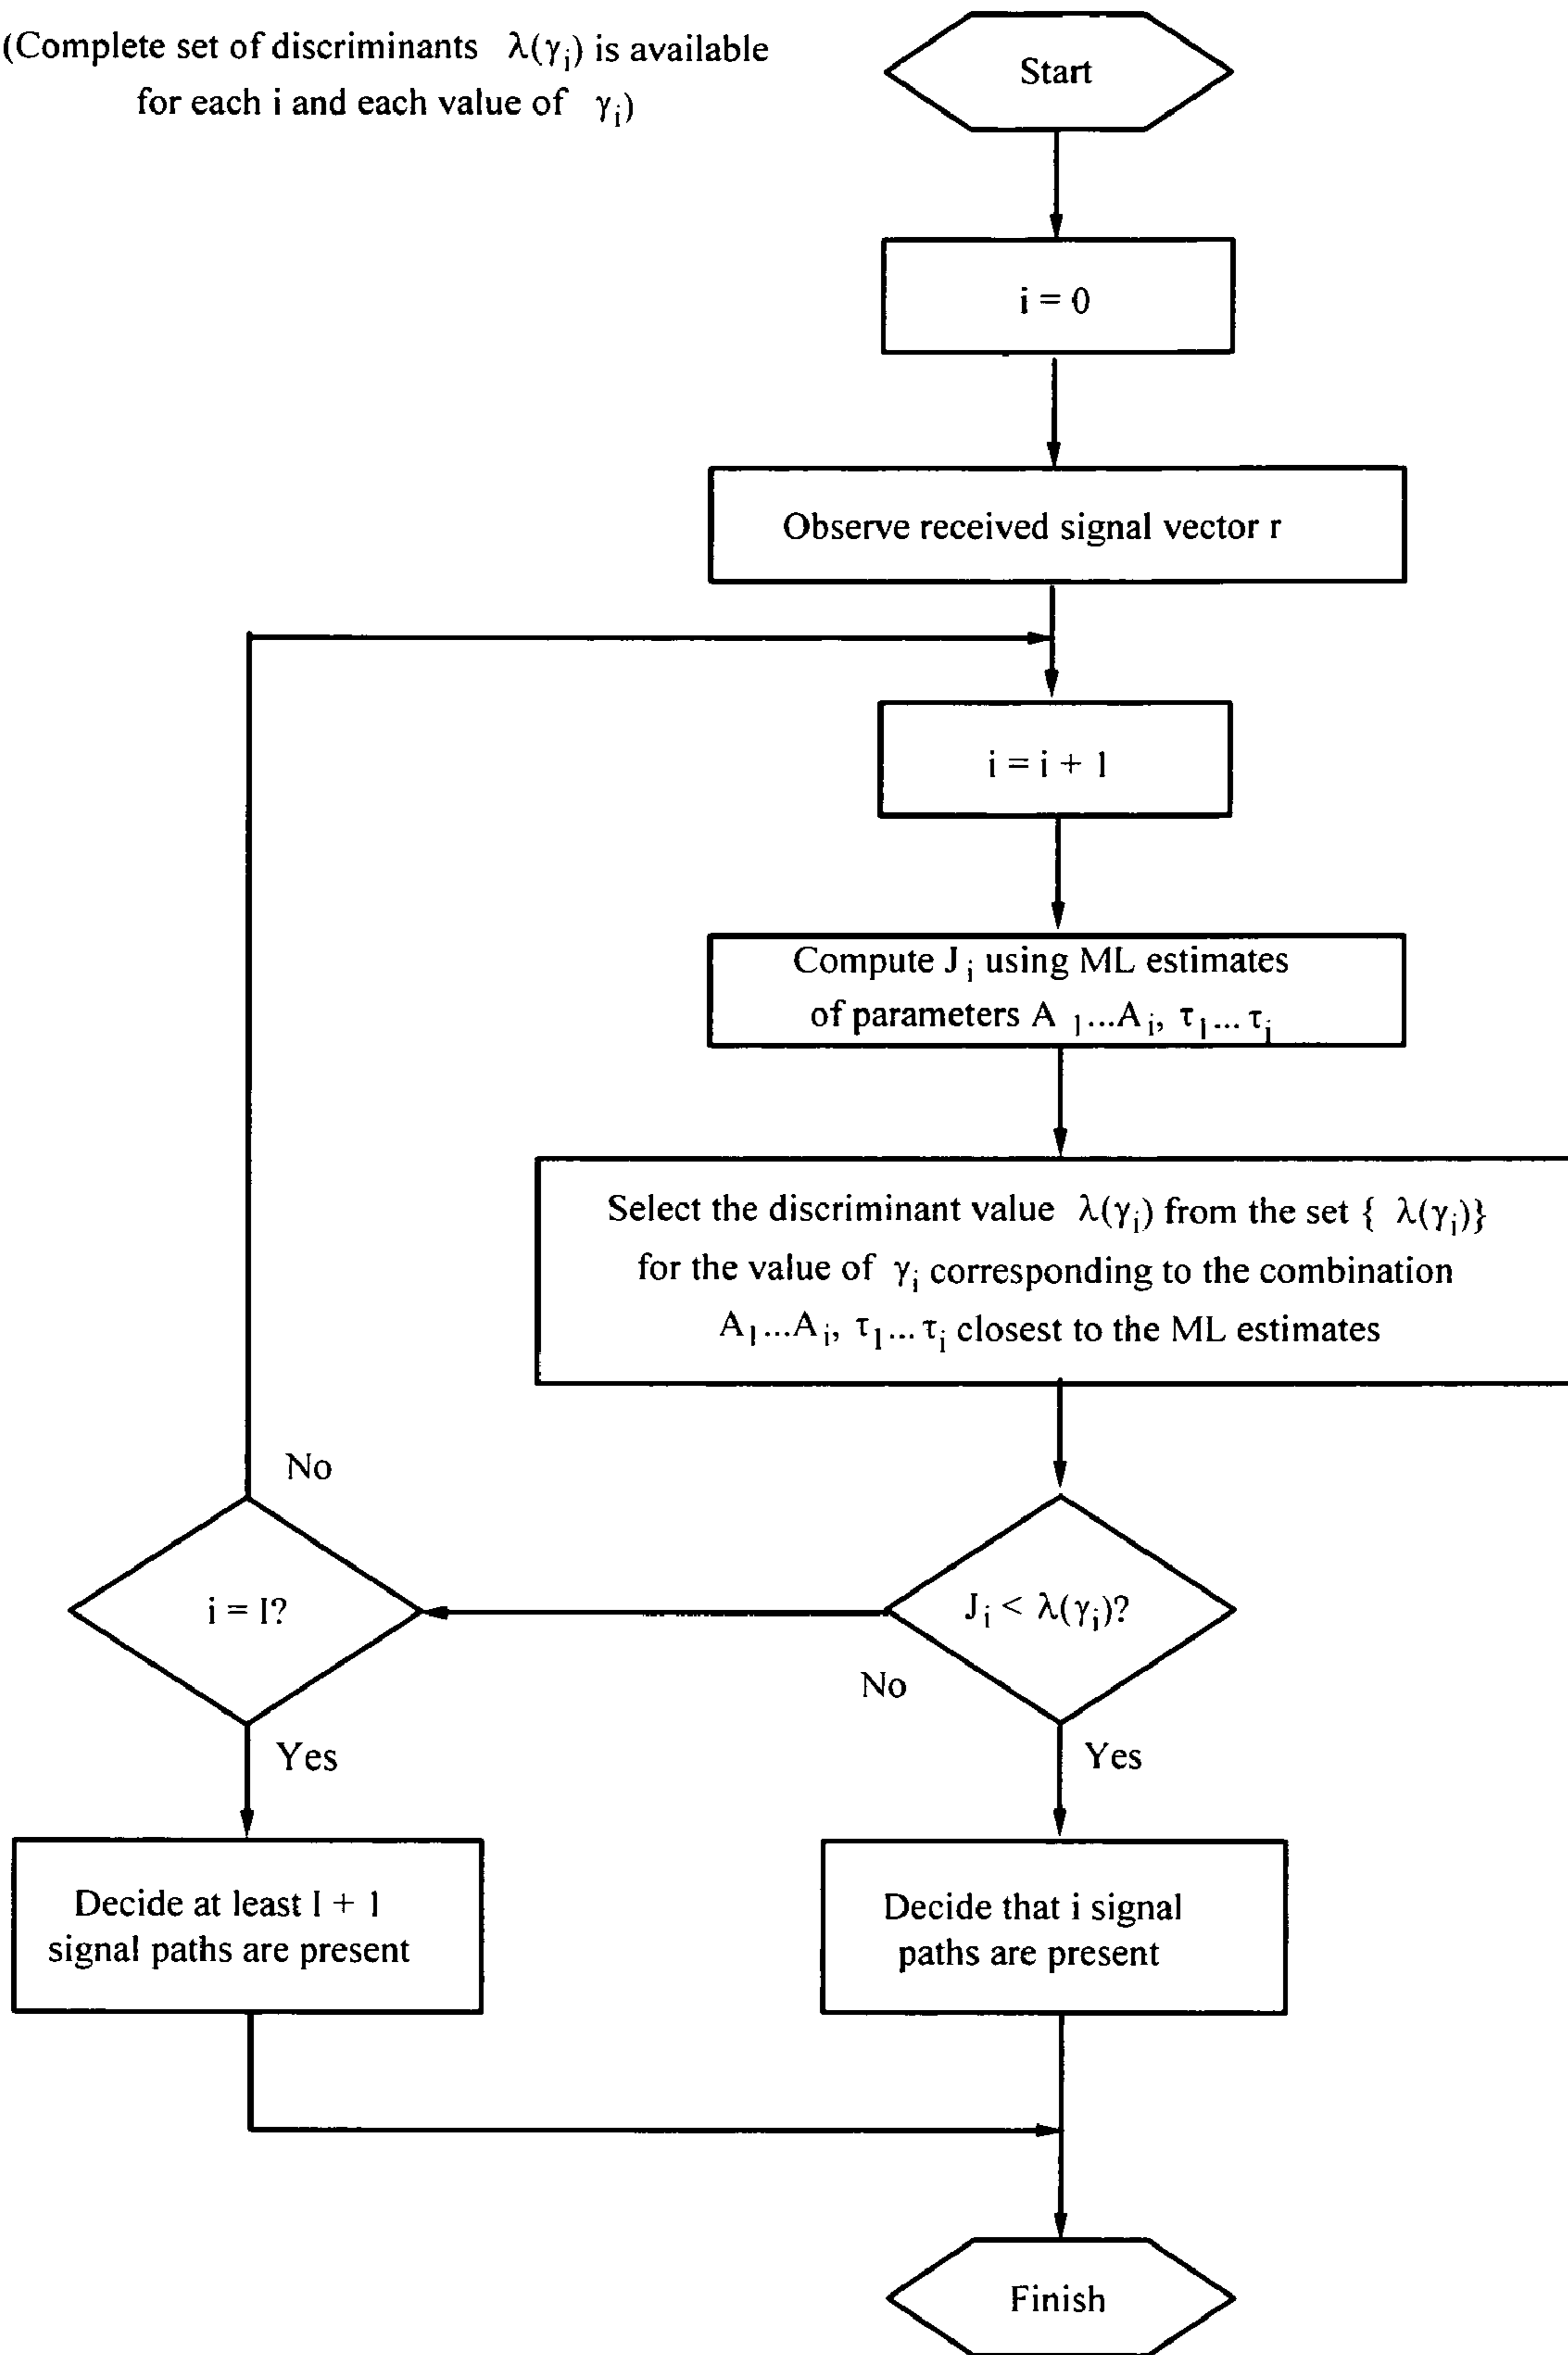 (Complete set of discriminants λ(γi) is available
for each i and each value of γi)
Start
i = 0
Observe received signal vector r
i = i + 1
Compute Ji using ML estimates
of parameters A1...Ai, τ1...τi
Select the discriminant value λ(γi) from the set { λ(γi)}
for the value of γi corresponding to the combination
A1...Ai, τ1...τi closest to the ML estimates
No
i = I?
Ji < λ(γi)?
No
Yes
Yes
Decide at least I + 1
signal paths are present
Decide that i signal
paths are present
Finish